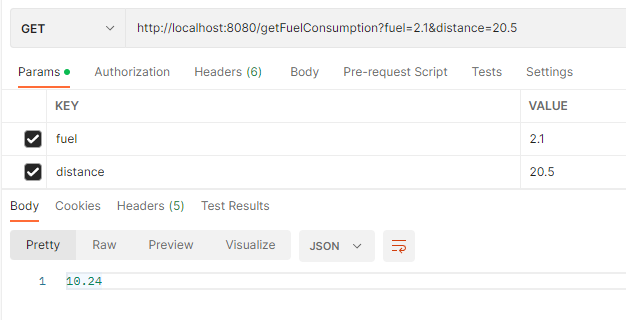 GET http://localhost:8080/getFuelConsumption?fuel=2.1&distance=20.5
Params Authorization Headers (6) Body Pre-request Script Tests Settings
KEY VALUE
fuel 2.1
distance 20.5
Body Cookies Headers (5) Test Results
Pretty Raw Preview Visualize JSON
1 10.24